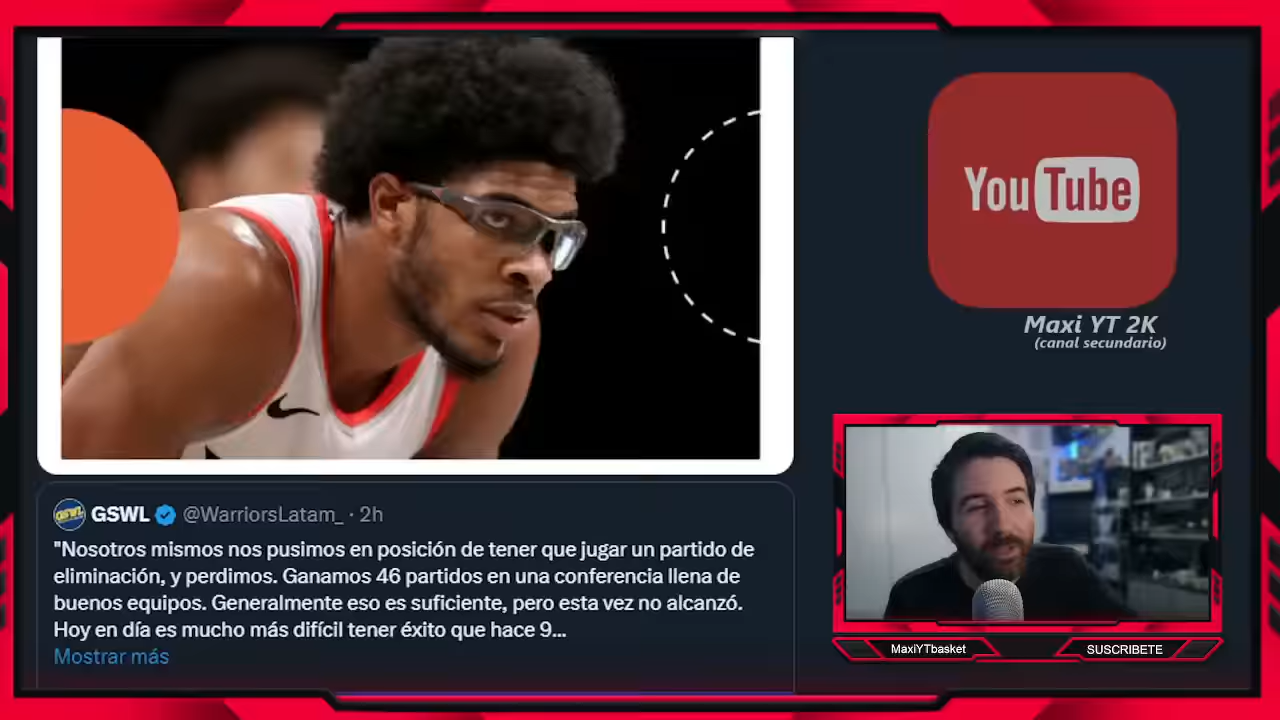 YouTube
Maxi YT 2K
(canal secundario)
GSWL @WarriorsLatam_ · 2h
"Nosotros mismos nos pusimos en posición de tener que jugar un partido de
eliminación, y perdimos. Ganamos 46 partidos en una conferencia llena de
buenos equipos. Generalmente eso es suficiente, pero esta vez no alcanzó.
Hoy en día es mucho más difícil tener éxito que hace 9...
Mostrar más
MaxiYTbasket
SUSCRIBETE